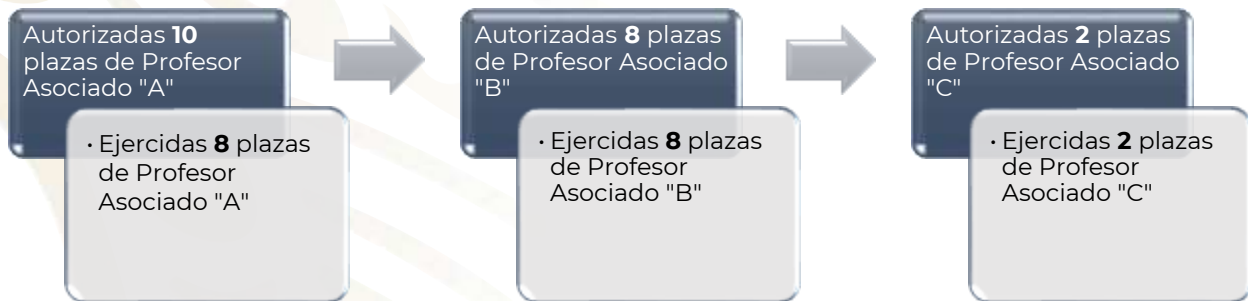 Autorizadas 10
plazas de Profesor
Asociado "A"
· Ejercidas 8 plazas
de Profesor
Asociado "A"
Autorizadas 8 plazas
de Profesor Asociado
"B"
· Ejercidas 8 plazas
de Profesor
Asociado "B"
Autorizadas 2 plazas
de Profesor Asociado
"C"
· Ejercidas 2 plazas
de Profesor
Asociado "C"